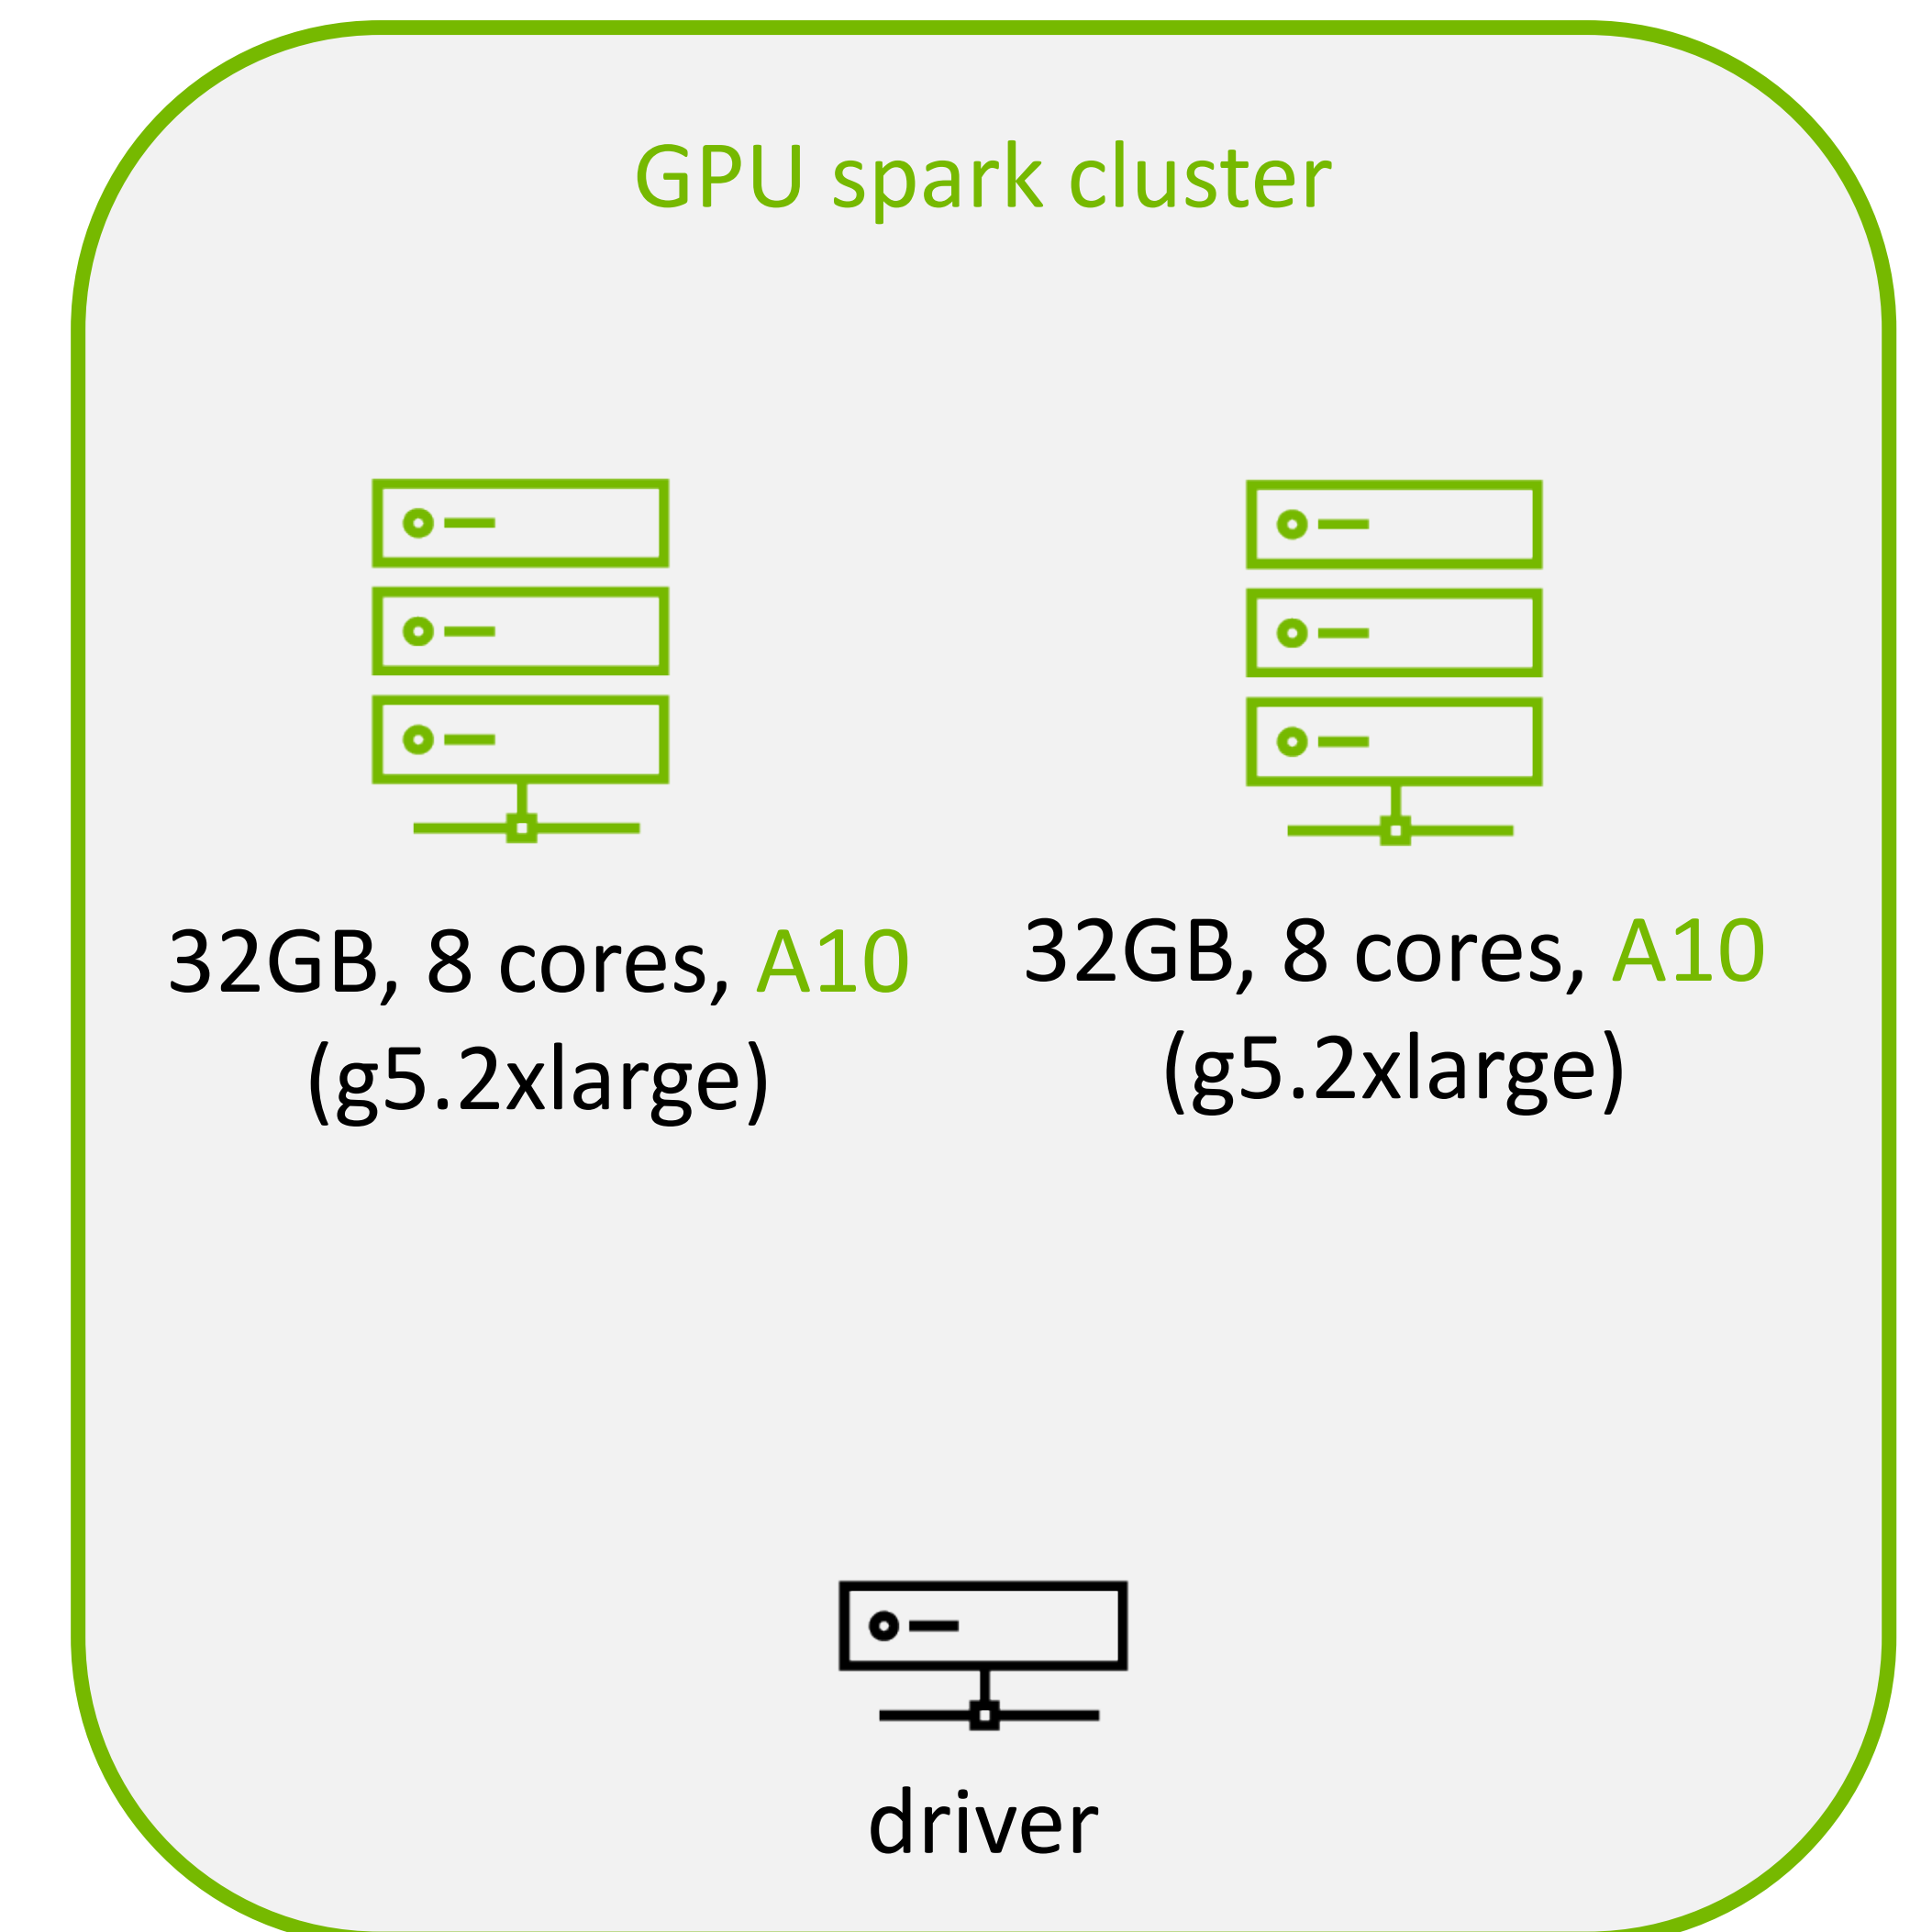 GPU spark cluster
32GB, 8 cores, A10
(g5.2xlarge)
32GB, 8 cores, A10
(g5.2xlarge)
driver